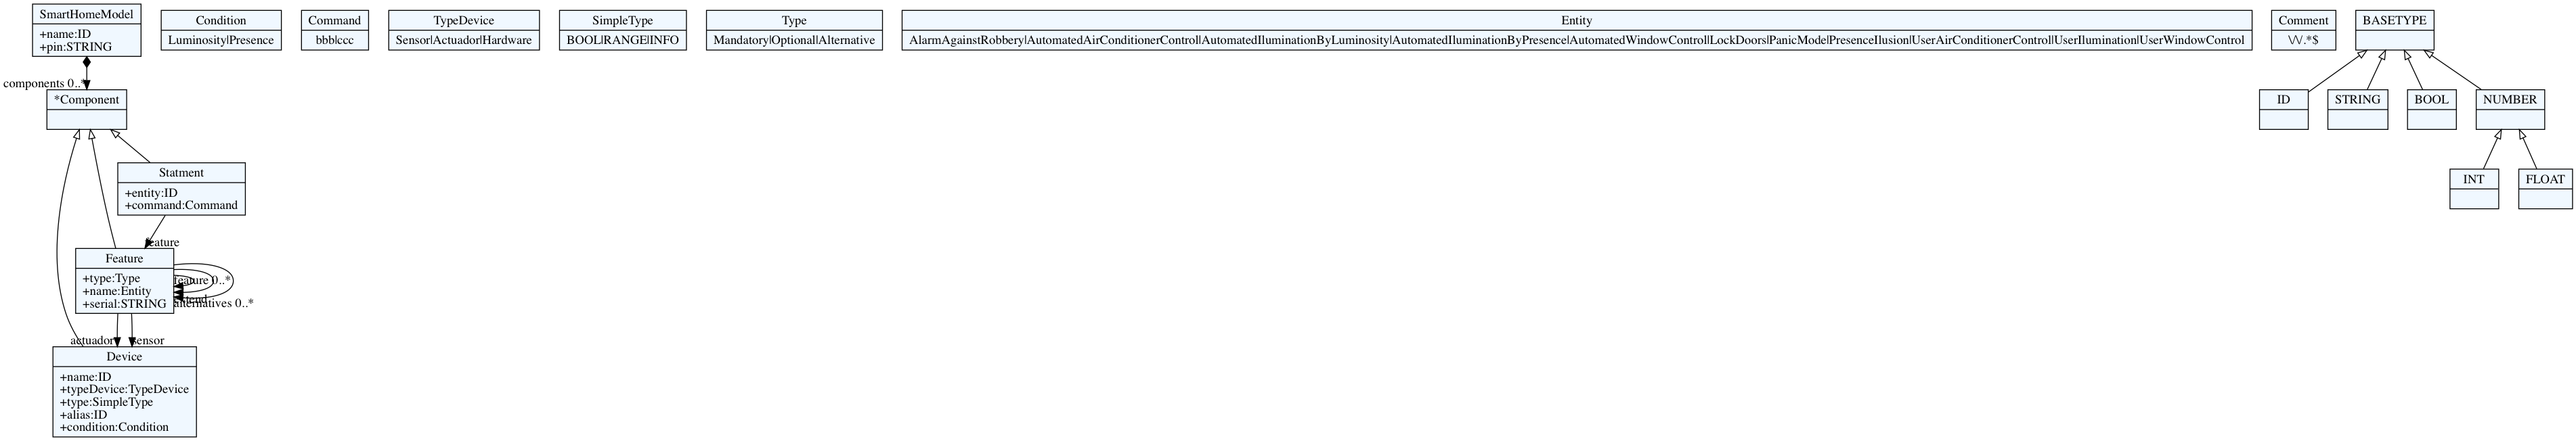 SmartHomeModel
+name:ID
+pin:STRING
Condition
Luminosity|Presence
Command
bbb|ccc
TypeDevice
Sensor|Actuador|Hardware
SimpleType
BOOL|RANGE|INFO
Type
Mandatory|Optional|Alternative
Entity
AlarmAgainstRobbery|AutomatedAirConditionerControl|AutomatedIluminationByLuminosity|AutomatedIluminationByPresence|AutomatedWindowControl|LockDoors|PanicMode|PresenceIlusion|UserAirConditionerControl|UserIlumination|UserWindowControl
Comment
\/\/.*$
BASETYPE
components 0..*
*Component
ID
STRING
BOOL
NUMBER
Statment
+entity:ID
+command:Command
INT
FLOAT
feature
Feature
+type:Type
+name:Entity
+serial:STRING
feature 0..*
extend
alternatives 0..*
actuador
sensor
Device
+name:ID
+typeDevice:TypeDevice
+type:SimpleType
+alias:ID
+condition:Condition